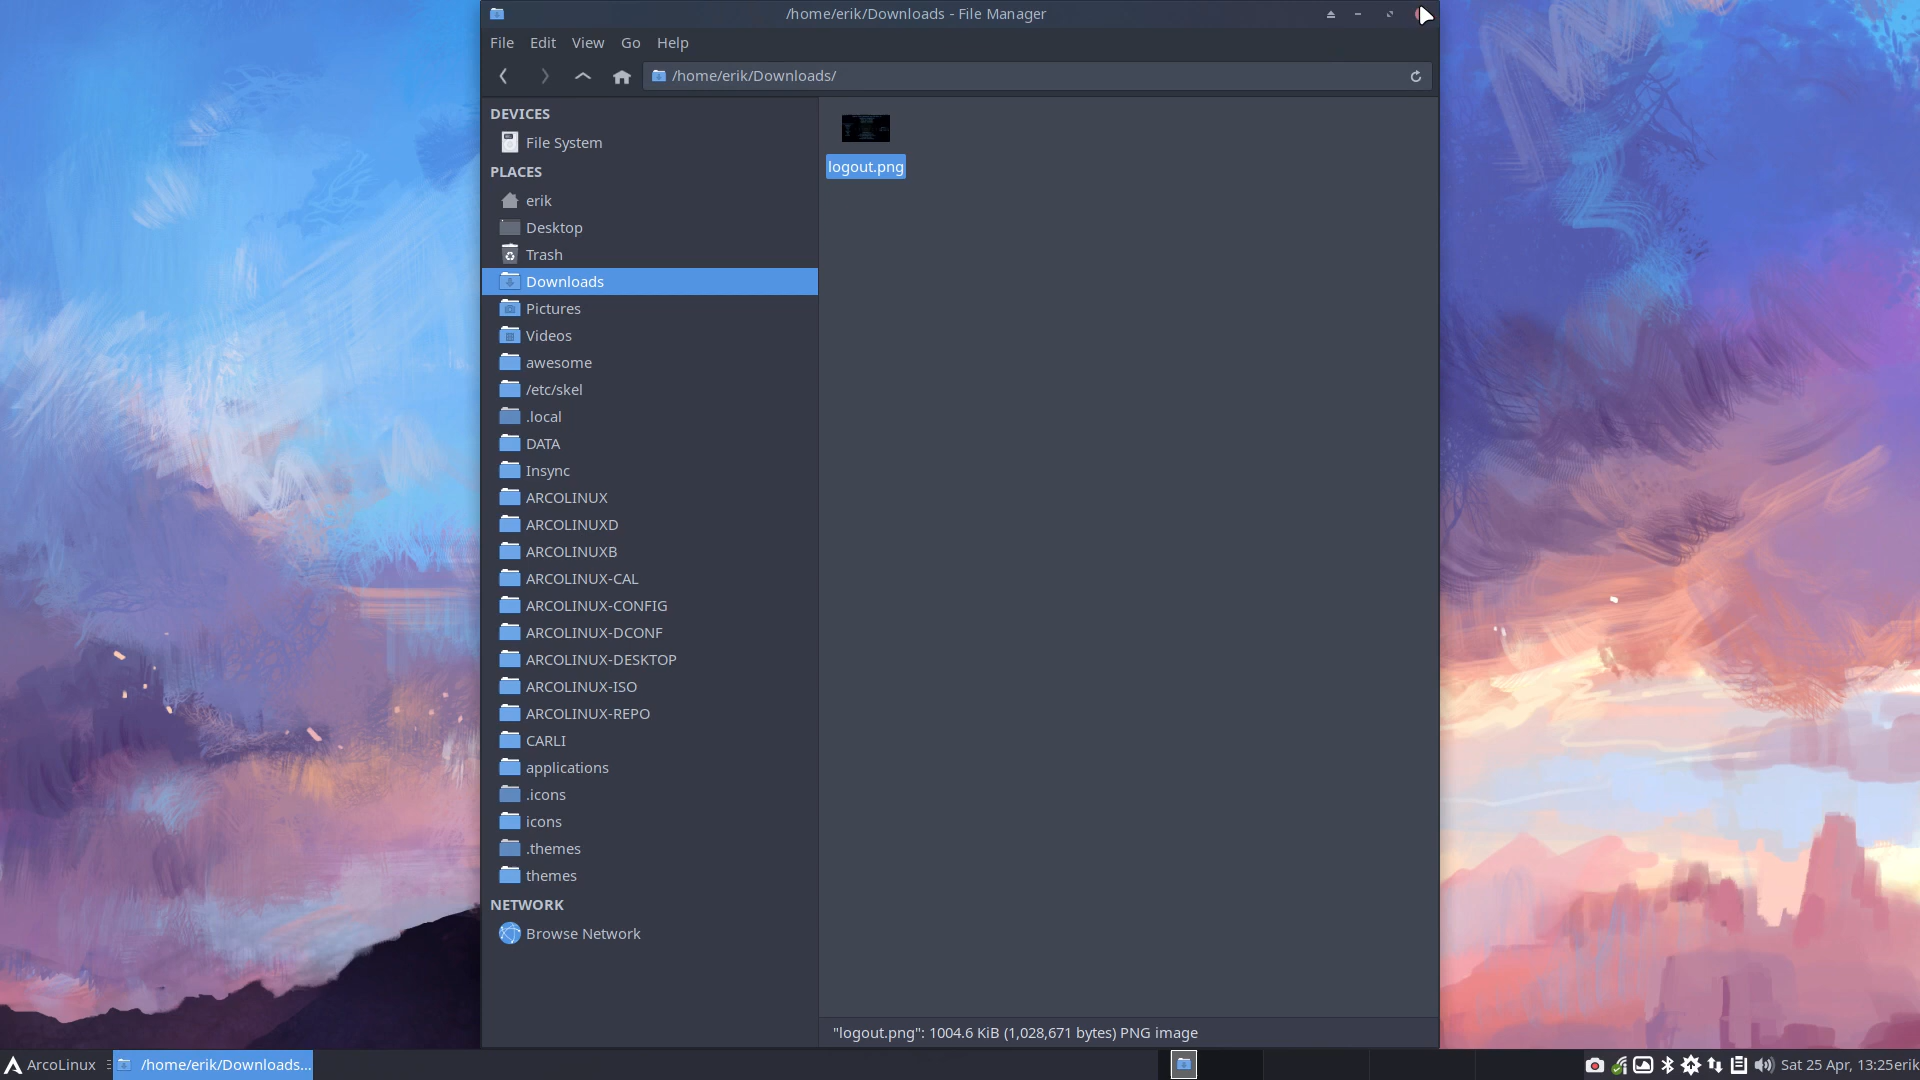 /home/erik/Downloads - File Manager
File Edit View Go Help
/home/erik/Downloads/
DEVICES
File System
PLACES
erik
Desktop
Trash
Downloads
Pictures
Videos
awesome
/etc/skel
.local
DATA
Insync
ARCOLINUX
ARCOLINUXD
ARCOLINUXB
ARCOLINUX-CAL
ARCOLINUX-CONFIG
ARCOLINUX-DCONF
ARCOLINUX-DESKTOP
ARCOLINUX-ISO
ARCOLINUX-REPO
CARLI
applications
.icons
icons
.themes
themes
NETWORK
Browse Network
logout.png
"logout.png": 1004.6 KiB (1,028,671 bytes) PNG image
ArcoLinux
/home/erik/Downloads...
Sat 25 Apr, 13:25erik